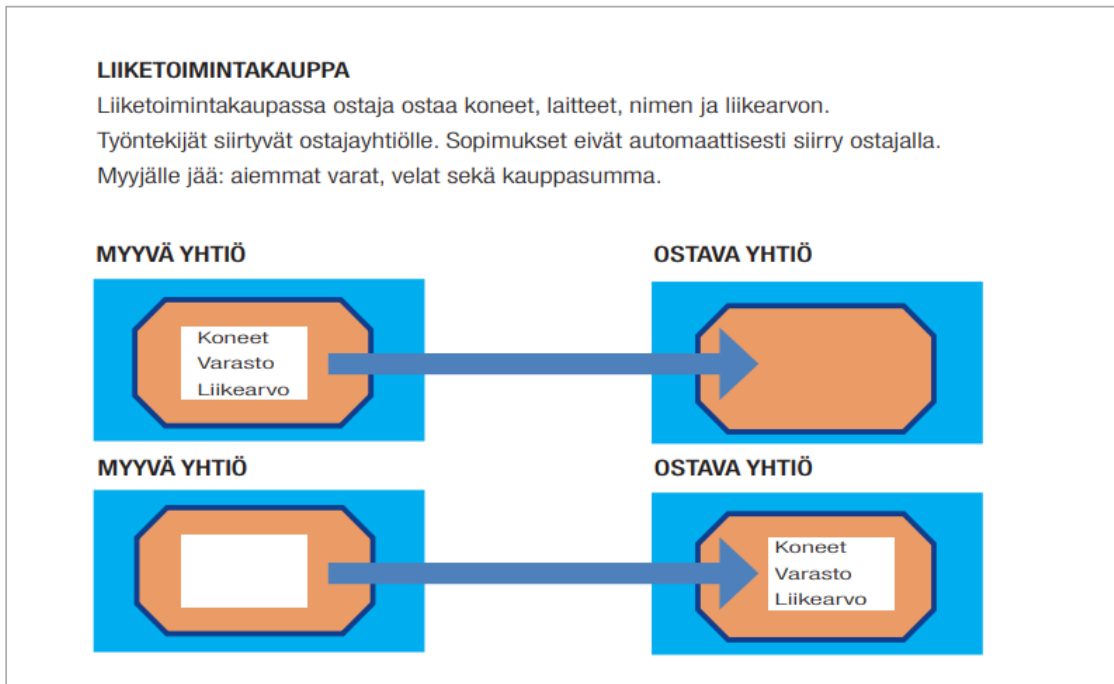 LIIKETOIMINTAKAUPPA
Liiketoimintakaupassa ostaja ostaa koneet, laitteet, nimen ja liikearvon.
Työntekijät siirtyvät ostajayhtiölle. Sopimukset eivät automaattisesti siirry ostajalla.
Myyjälle jää: aiemmat varat, velat sekä kauppasumma.
MYYVÄ YHTIÖ
OSTAVA YHTIÖ
Koneet
Varasto
Liikearvo
MYYVÄ YHTIÖ
OSTAVA YHTIÖ
Koneet
Varasto
Liikearvo